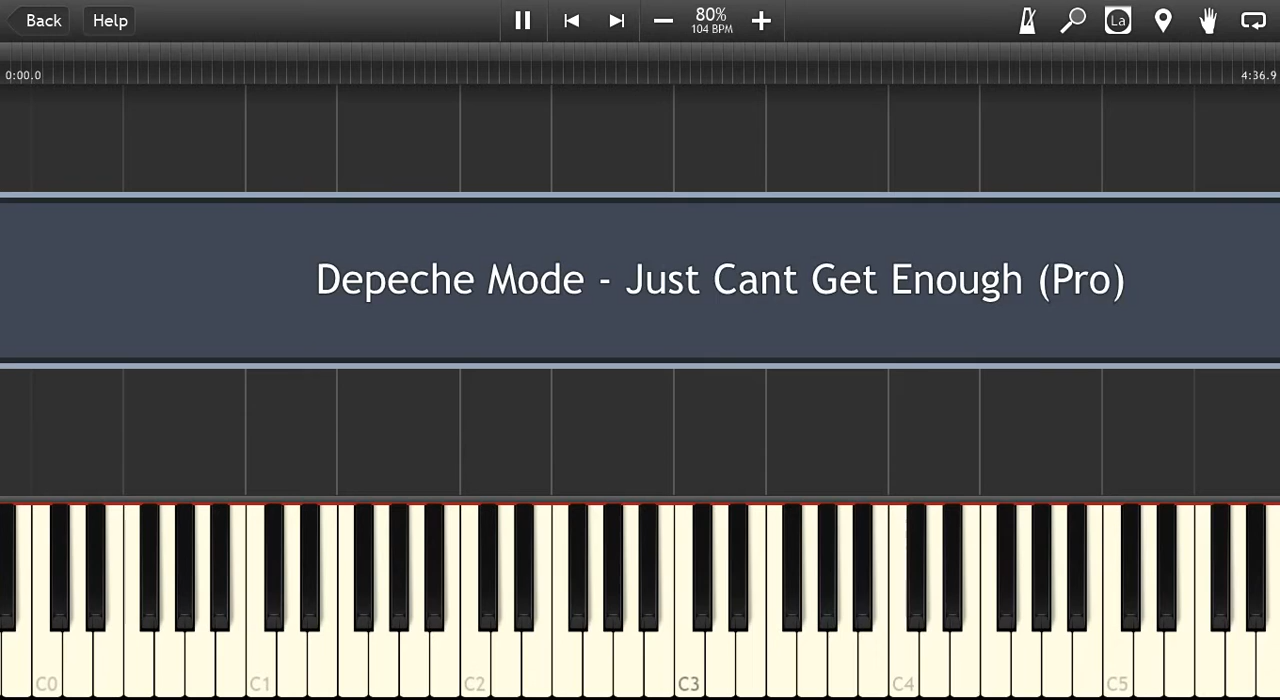 Back Help 80% La
104 BPM
0:00.0 4:36.9
Depeche Mode - Just Cant Get Enough (Pro)
C0 C1 C2 C3 C4 C5